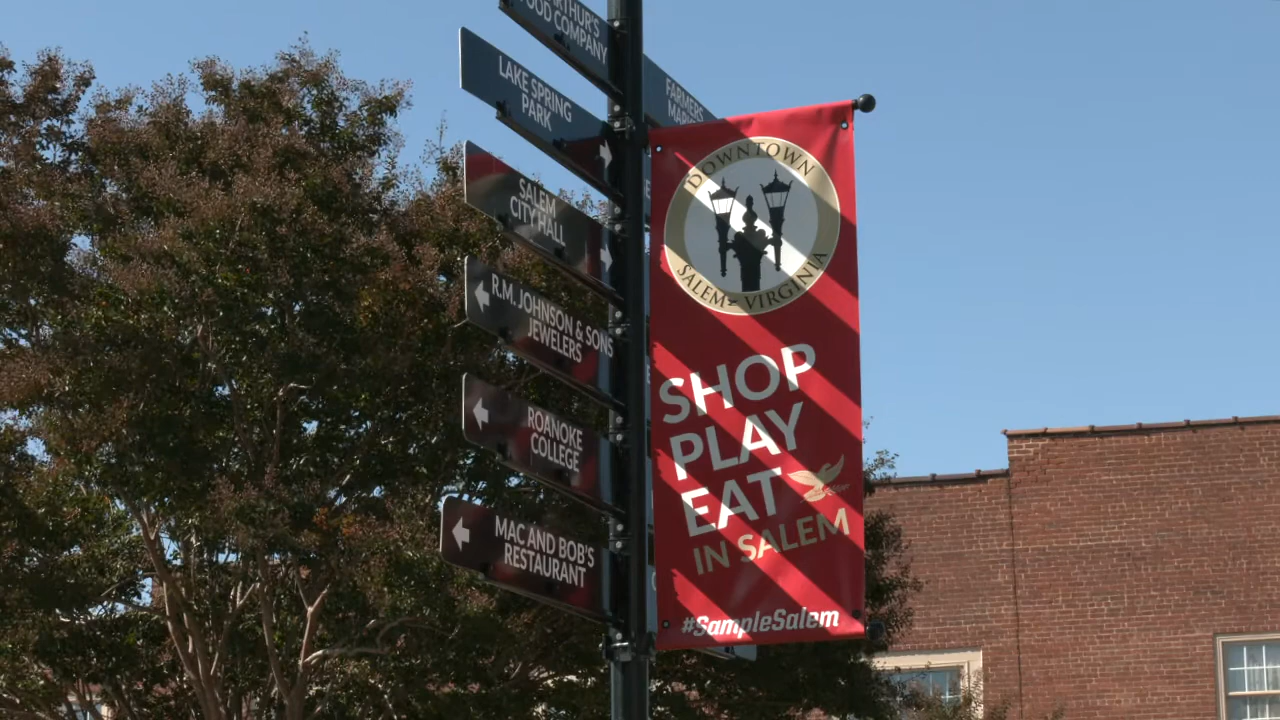 FOOD COMPANY
LAKE SPRING
PARK
FARMERS
SALEM
CITY HALL
R.M. JOHNSON & SONS
JEWELERS
ROANOKE
COLLEGE
MAC AND BOB'S
RESTAURANT
DOWNTOWN
SALEM VIRGINIA
SHOP
PLAY
EAT
IN SALEM
#SampleSalem